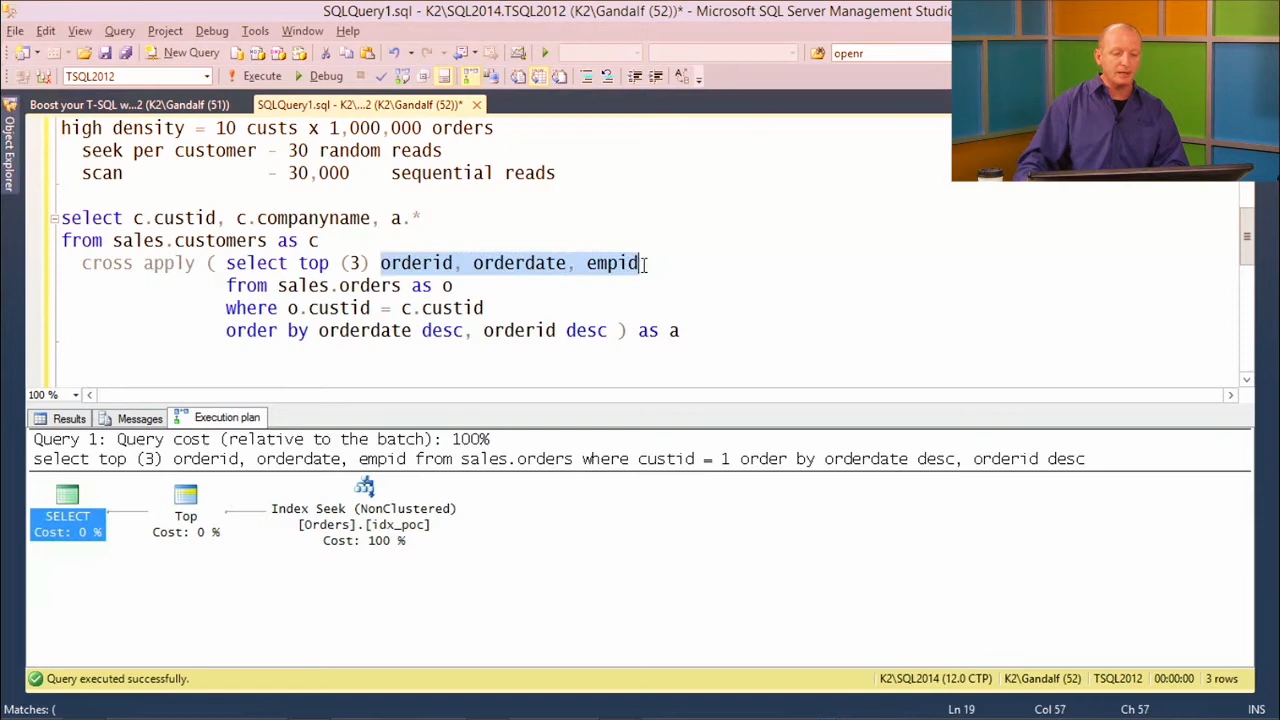 SQLQuery1.sql - K2\SQL2014.TSQL2012 (K2\Gandalf (52))* - Microsoft SQL Server Management Studio
File Edit View Query Project Debug Tools Window Help
New Query
openr
TSQL2012
Execute
Debug
Boost your T-SQL w...2 (K2\Gandalf (51))
SQLQuery1.sql - K2\...2 (K2\Gandalf (52))*
Object Explorer
high density = 10 custs x 1,000,000 orders
seek per customer - 30 random reads
scan - 30,000 sequential reads
select c.custid, c.companyname, a.*
from sales.customers as c
cross apply ( select top (3) orderid, orderdate, empid
from sales.orders as o
where o.custid = c.custid
order by orderdate desc, orderid desc ) as a
100 %
Results Messages Execution plan
Query 1: Query cost (relative to the batch): 100%
select top (3) orderid, orderdate, empid from sales.orders where custid = 1 order by orderdate desc, orderid desc
SELECT
Cost: 0 %
Top
Cost: 0 %
Index Seek (NonClustered)
[Orders].[idx_poc]
Cost: 100 %
Query executed successfully.
K2\SQL2014 (12.0 CTP) K2\Gandalf (52) TSQL2012 00:00:00 3 rows
Matches: (
Ln 19 Col 57 Ch 57 INS